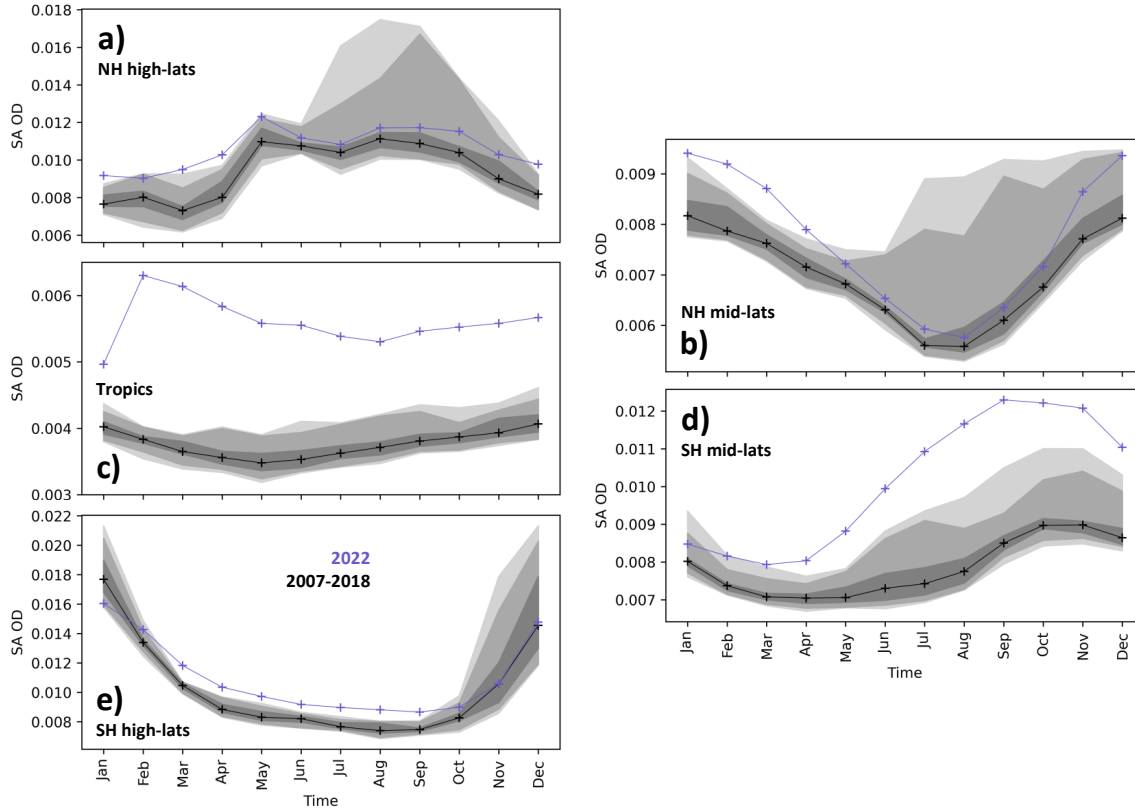 a)
NH high-lats
SA OD
0.018
0.016
0.014
0.012
0.010
0.008
0.006
Tropics
c)
SA OD
0.006
0.005
0.004
0.003
2022
2007-2018
e)
SH high-lats
SA OD
0.022
0.020
0.018
0.016
0.014
0.012
0.010
0.008
Jan
Feb
Mar
Apr
May
Jun
Jul
Aug
Sep
Oct
Nov
Dec
Time
NH mid-lats
b)
SA OD
0.009
0.008
0.007
0.006
d)
SH mid-lats
SA OD
0.012
0.011
0.010
0.009
0.008
0.007
Jan
Feb
Mar
Apr
May
Jun
Jul
Aug
Sep
Oct
Nov
Dec
Time